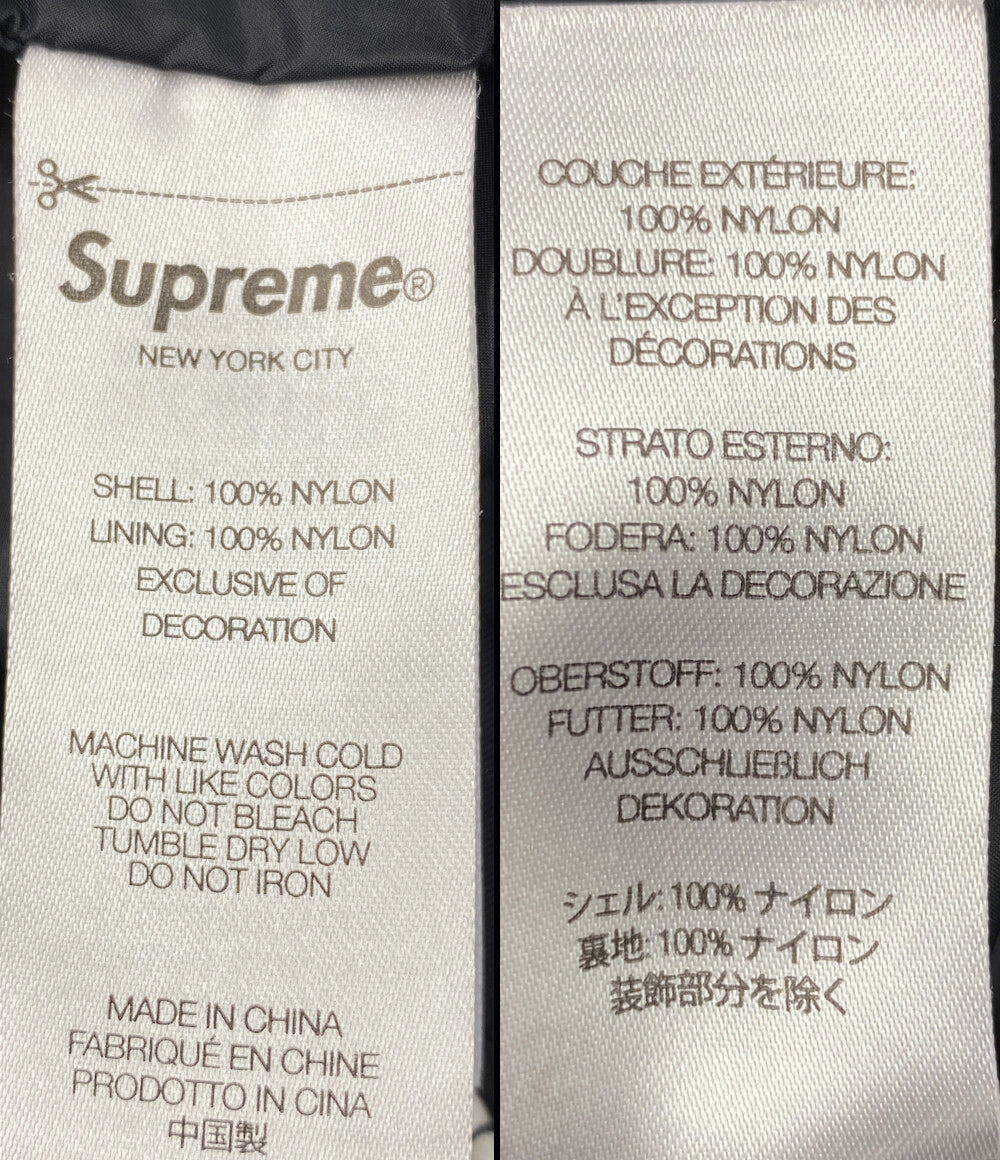 Supreme®
NEW YORK CITY
SHELL: 100% NYLON
LINING: 100% NYLON
EXCLUSIVE OF
DECORATION
MACHINE WASH COLD
WITH LIKE COLORS
DO NOT BLEACH
TUMBLE DRY LOW
DO NOT IRON
MADE IN CHINA
FABRIQUÉ EN CHINE
PRODOTTO IN CINA
中国製
COUCHE EXTÉRIEURE:
100% NYLON
DOUBLURE: 100% NYLON
À L'EXCEPTION DES
DÉCORATIONS
STRATO ESTERNO:
100% NYLON
FODERA: 100% NYLON
ESCLUSA LA DECORAZIONE
OBERSTOFF: 100% NYLON
FUTTER: 100% NYLON
AUSSCHLIEßLICH
DEKORATION
シェル: 100% ナイロン
裏地: 100% ナイロン
装飾部分を除く